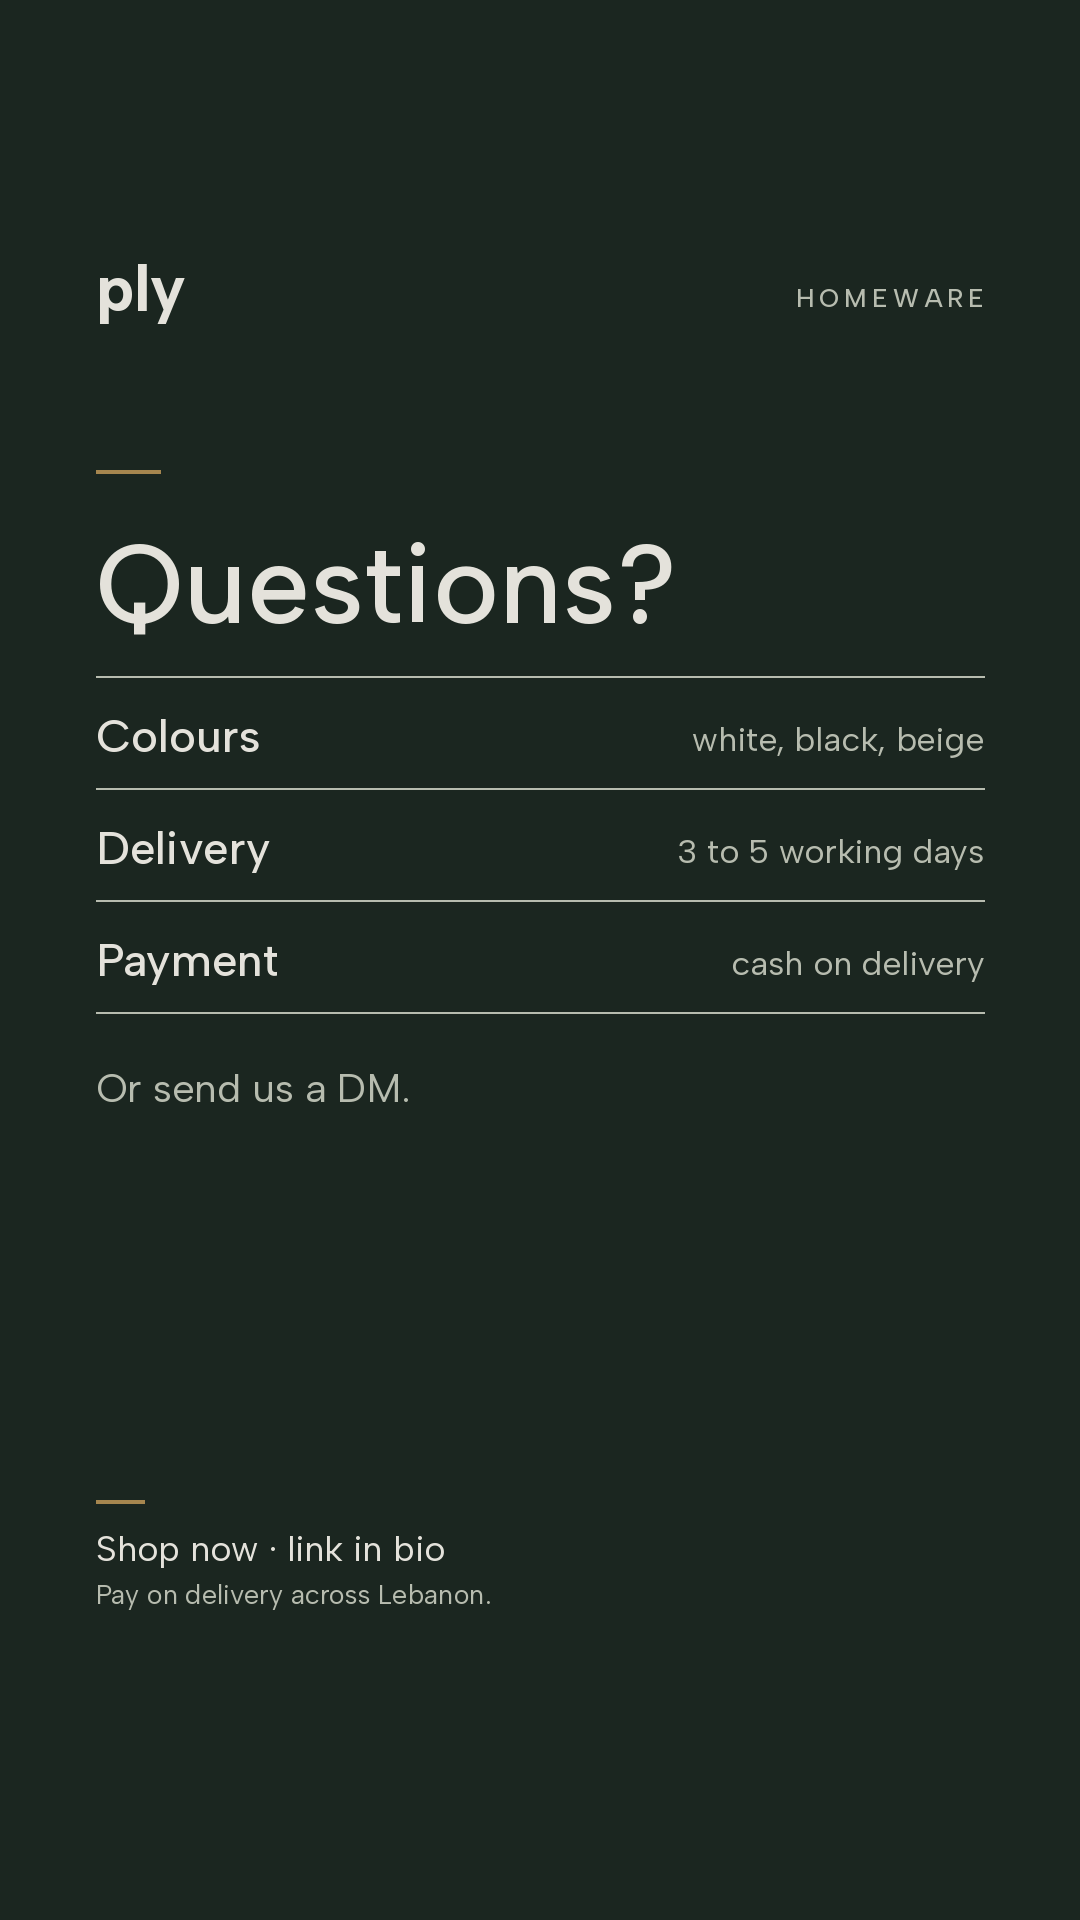 ply
HOMEWARE
Questions?
Colours white, black, beige
Delivery 3 to 5 working days
Payment cash on delivery
Or send us a DM.
Shop now · link in bio
Pay on delivery across Lebanon.